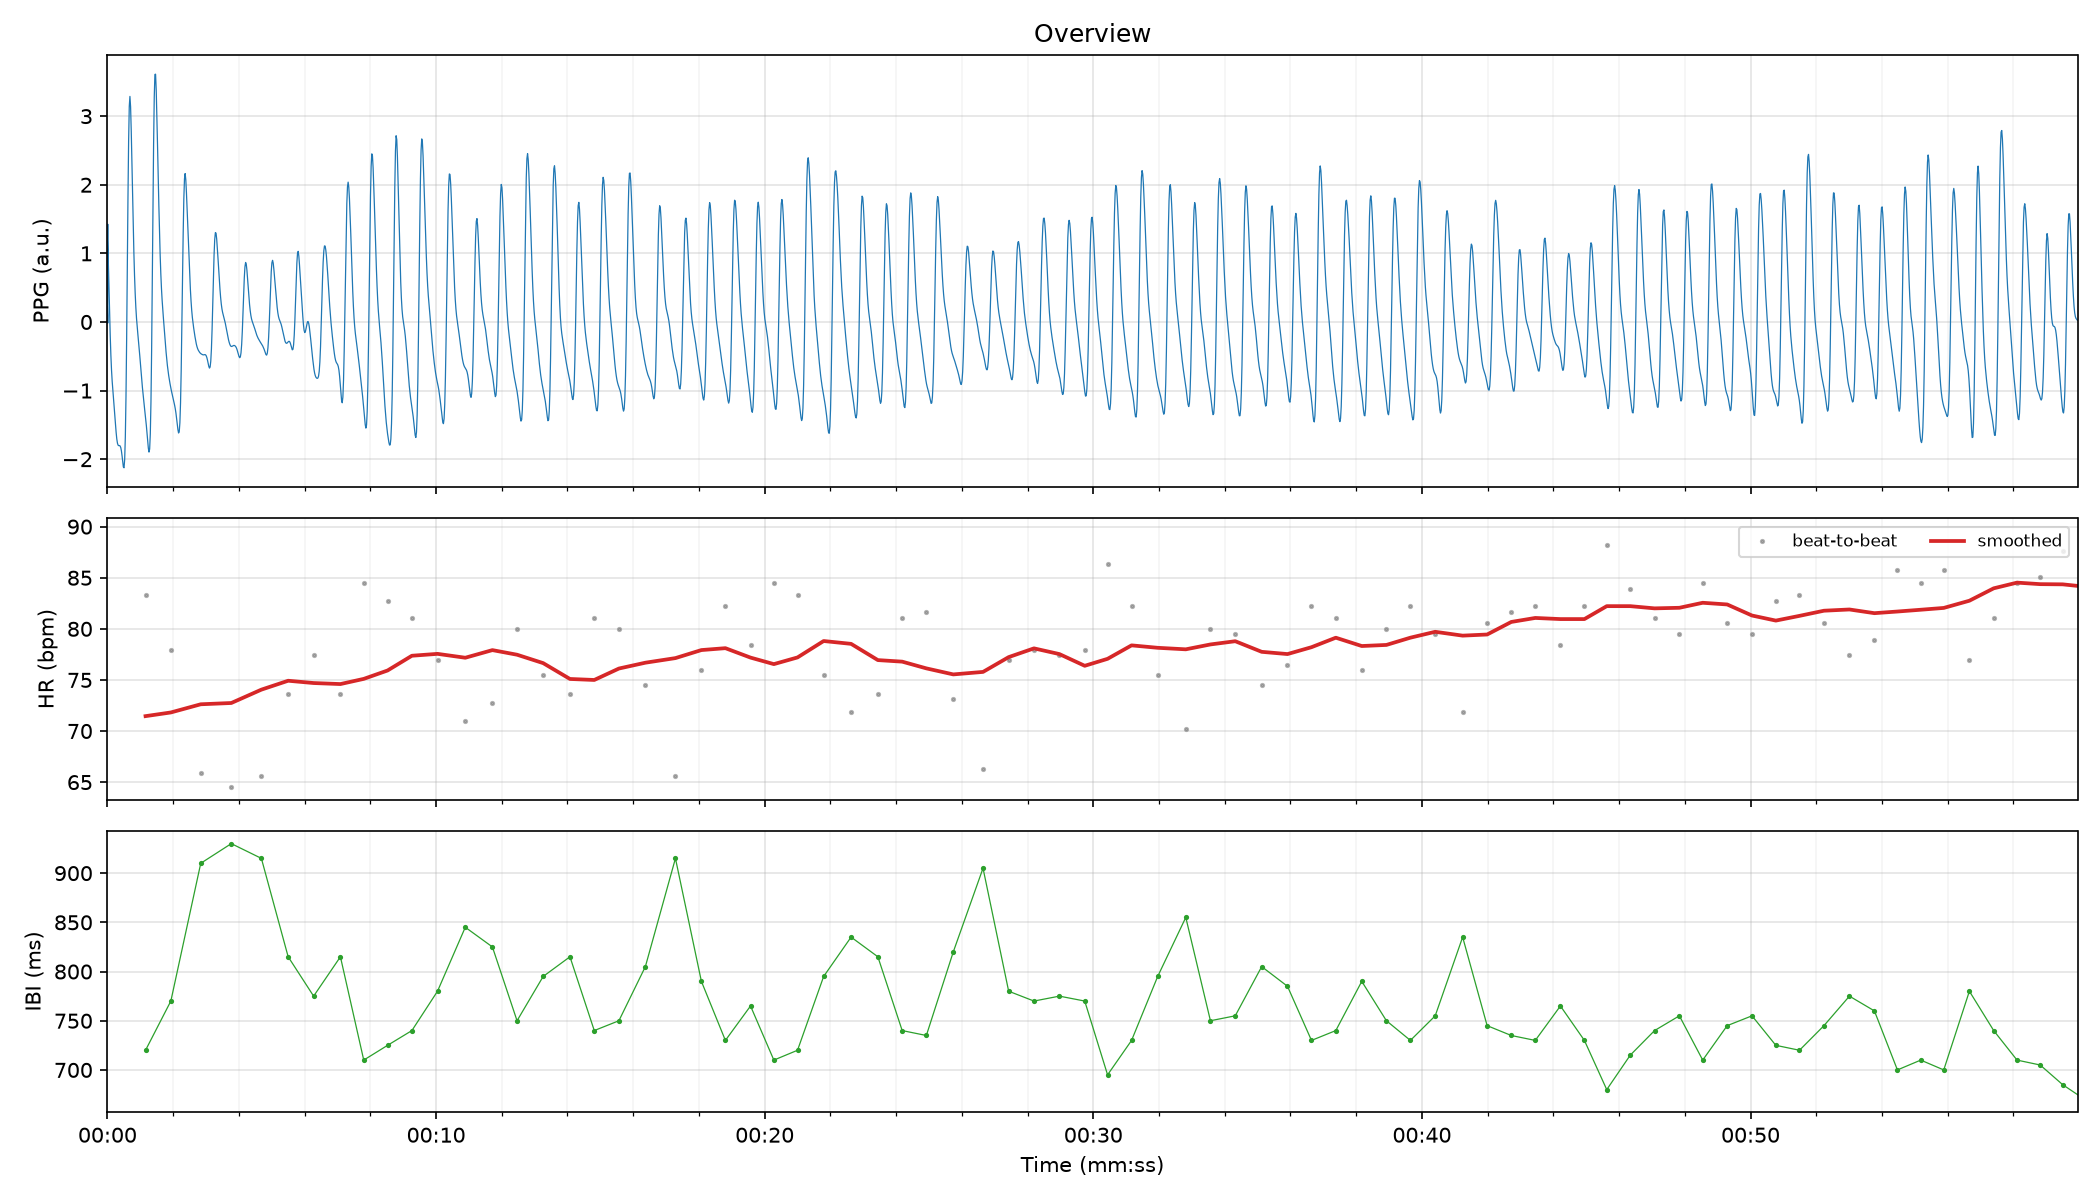 Overview
PPG (a.u.)
3
2
1
0
−1
−2
HR (bpm)
90
85
80
75
70
65
beat-to-beat
smoothed
IBI (ms)
900
850
800
750
700
00:00 00:10 00:20 00:30 00:40 00:50
Time (mm:ss)